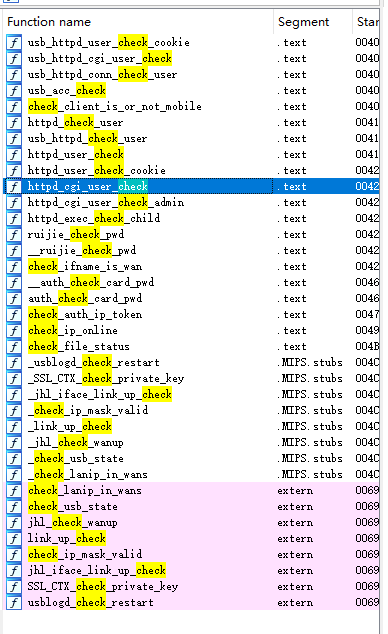 Function name Segment Star
usb_httpd_user_check_cookie .text 0040
usb_httpd_cgi_user_check .text 0040
usb_httpd_conn_check_user .text 0040
usb_acc_check .text 0040
check_client_is_or_not_mobile .text 0040
httpd_check_user .text 0041
usb_httpd_check_user .text 0041
httpd_user_check .text 0041
httpd_user_check_cookie .text 0042
httpd_cgi_user_check .text 0042
httpd_cgi_user_check_admin .text 0042
httpd_exec_check_child .text 0042
ruijie_check_pwd .text 0042
__ruijie_check_pwd .text 0042
check_ifname_is_wan .text 0042
__auth_check_card_pwd .text 0046
auth_check_card_pwd .text 0046
check_auth_ip_token .text 0047
check_ip_online .text 0049
check_file_status .text 004B
_usblogd_check_restart .MIPS.stubs 004C
_SSL_CTX_check_private_key .MIPS.stubs 004C
_jhl_iface_link_up_check .MIPS.stubs 004C
_check_ip_mask_valid .MIPS.stubs 004C
_link_up_check .MIPS.stubs 004C
_jhl_check_wanup .MIPS.stubs 004C
_check_usb_state .MIPS.stubs 004C
_check_lanip_in_wans .MIPS.stubs 004C
check_lanip_in_wans extern 0069
check_usb_state extern 0069
jhl_check_wanup extern 0069
link_up_check extern 0069
check_ip_mask_valid extern 0069
jhl_iface_link_up_check extern 0069
SSL_CTX_check_private_key extern 0069
usblogd_check_restart extern 0069